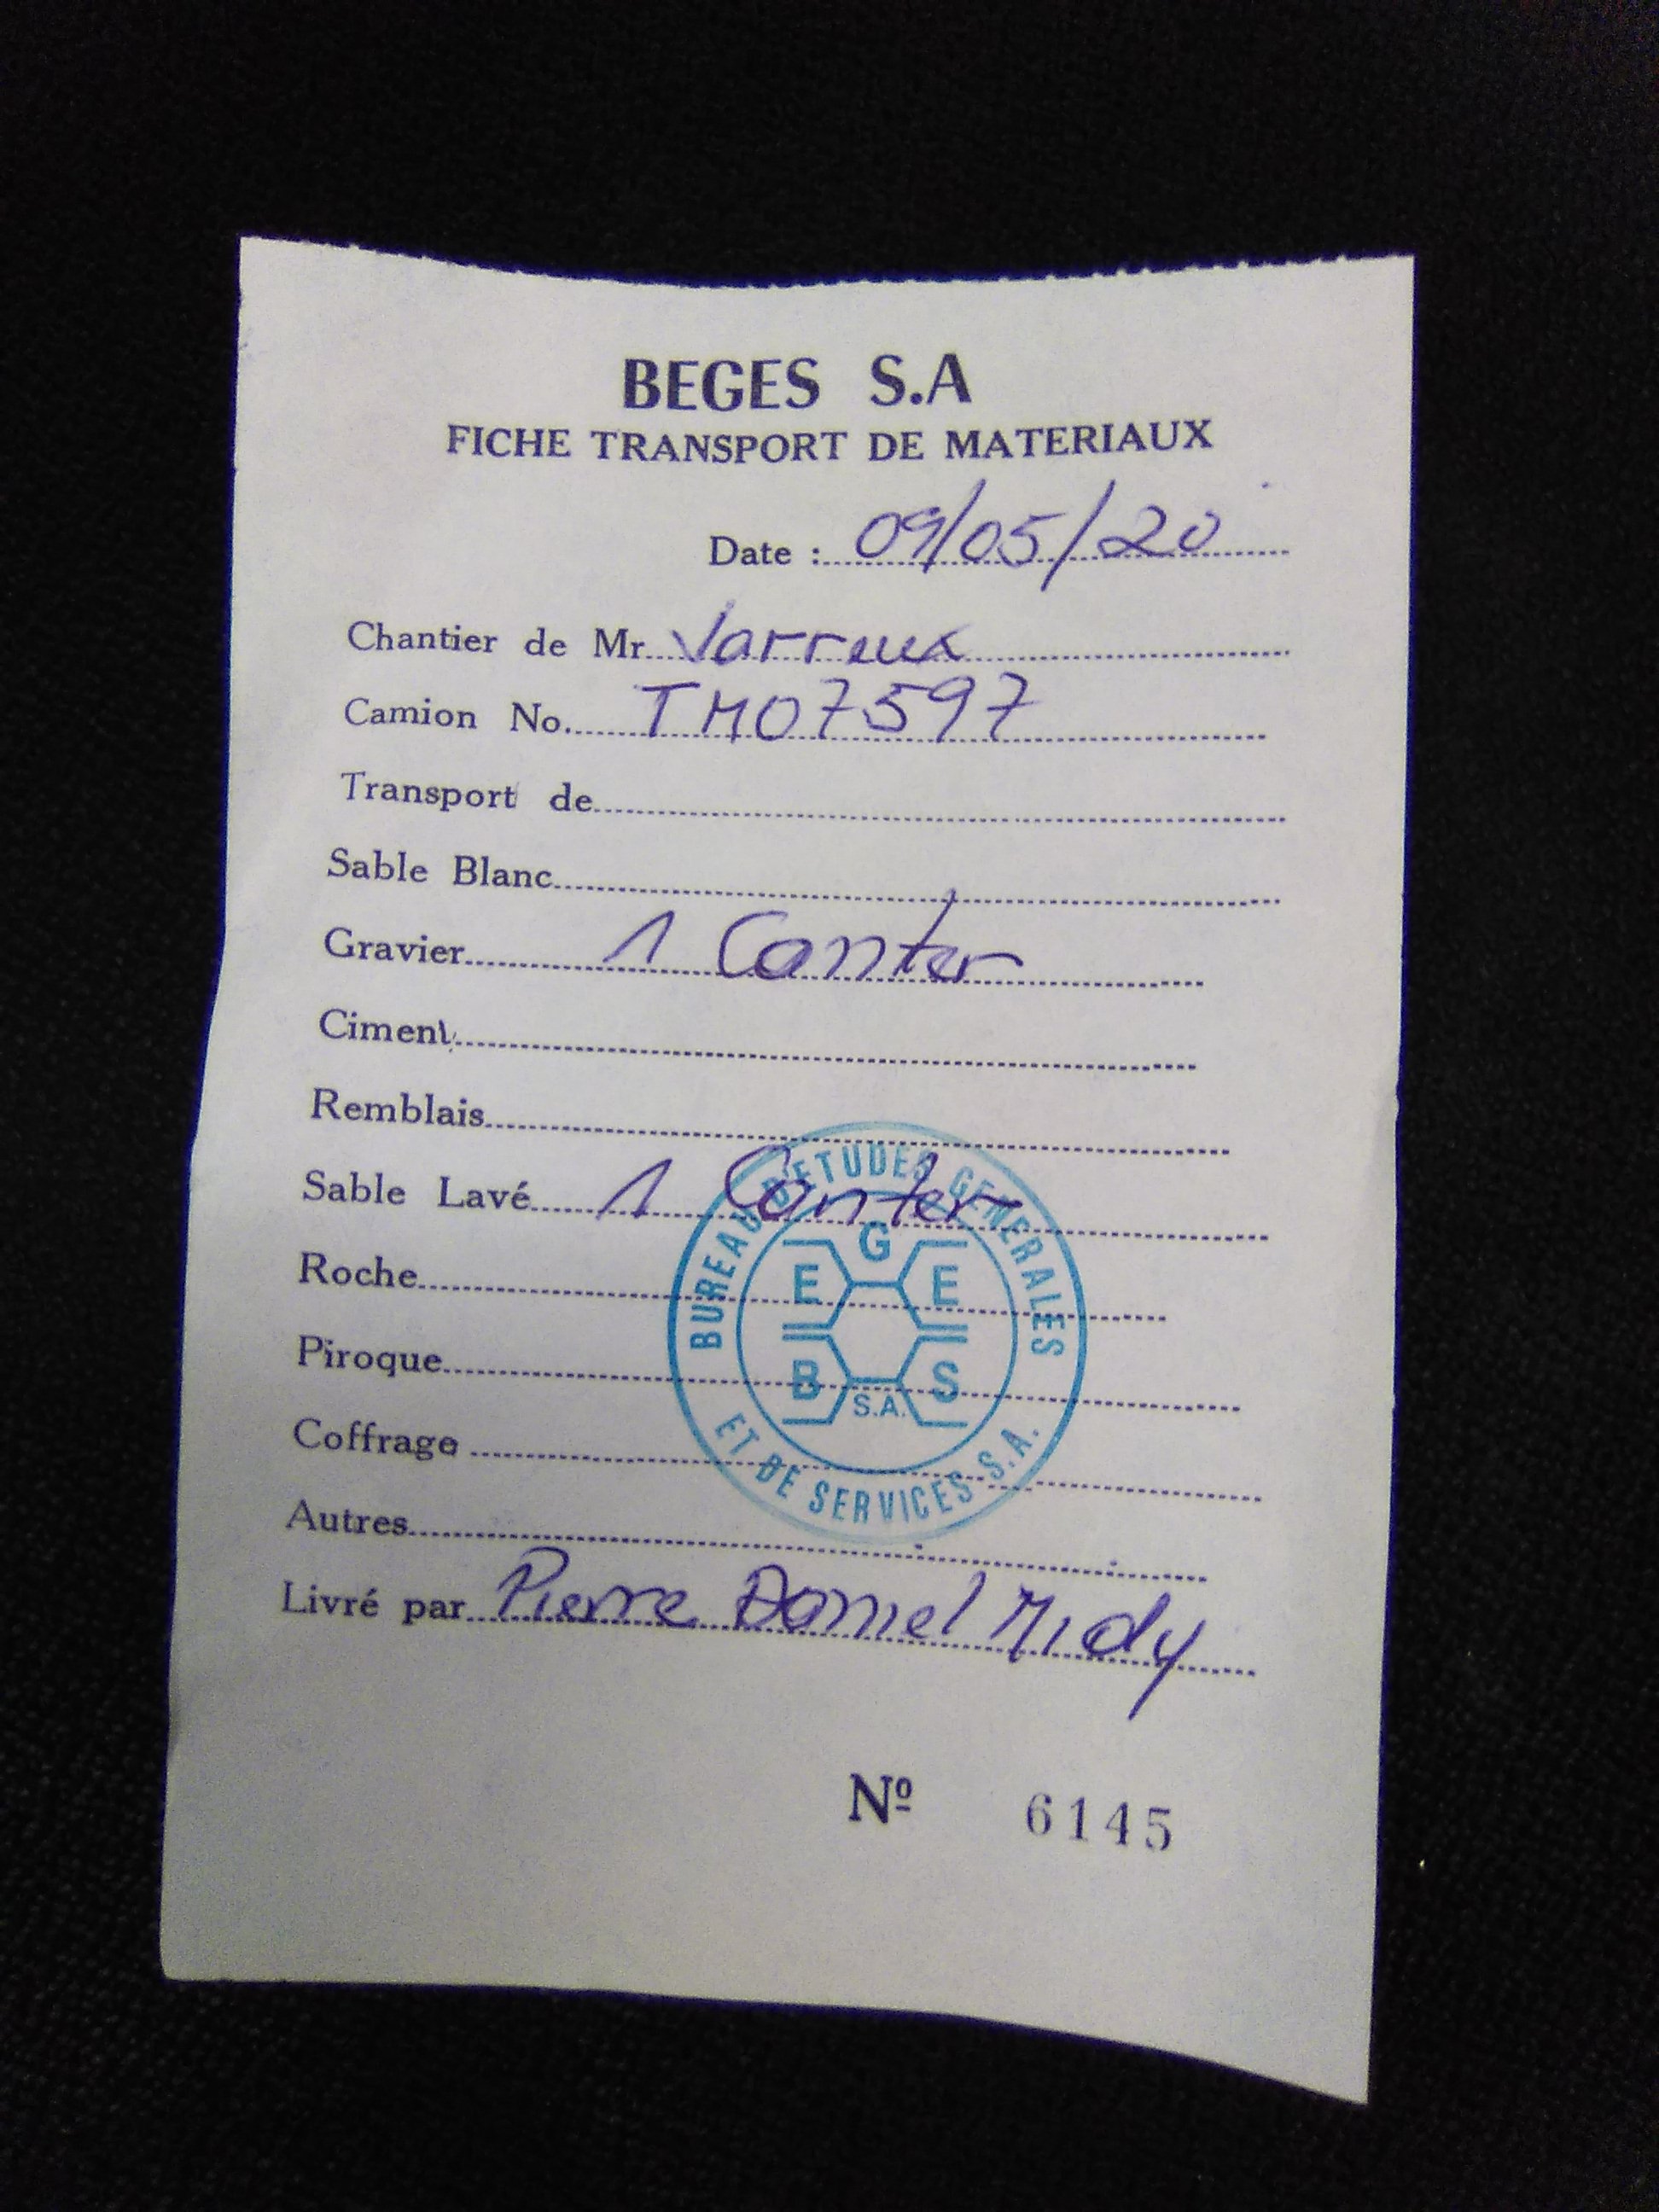 BEGES S.A
FICHE TRANSPORT DE MATERIAUX
Date : 09/05/20
Chantier de Mr Varreux
Camion No. TM07597
Transport de
Sable Blanc
Gravier 1 Canter
Ciment
Remblais
Sable Lavé 1 Canter
Roche
Piroque
Coffrage
Autres
Livré par Pierre Daniel Midy
BUREAU D'ETUDES GENERALES
G
E E
B S
S.A.
ET DE SERVICES S.A.
Nº 6145